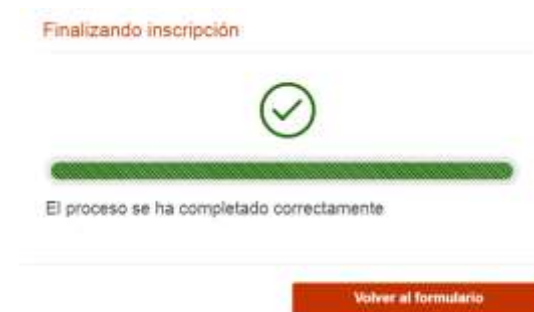 Finalizando inscripción
El proceso se ha completado correctamente
Volver al formulario